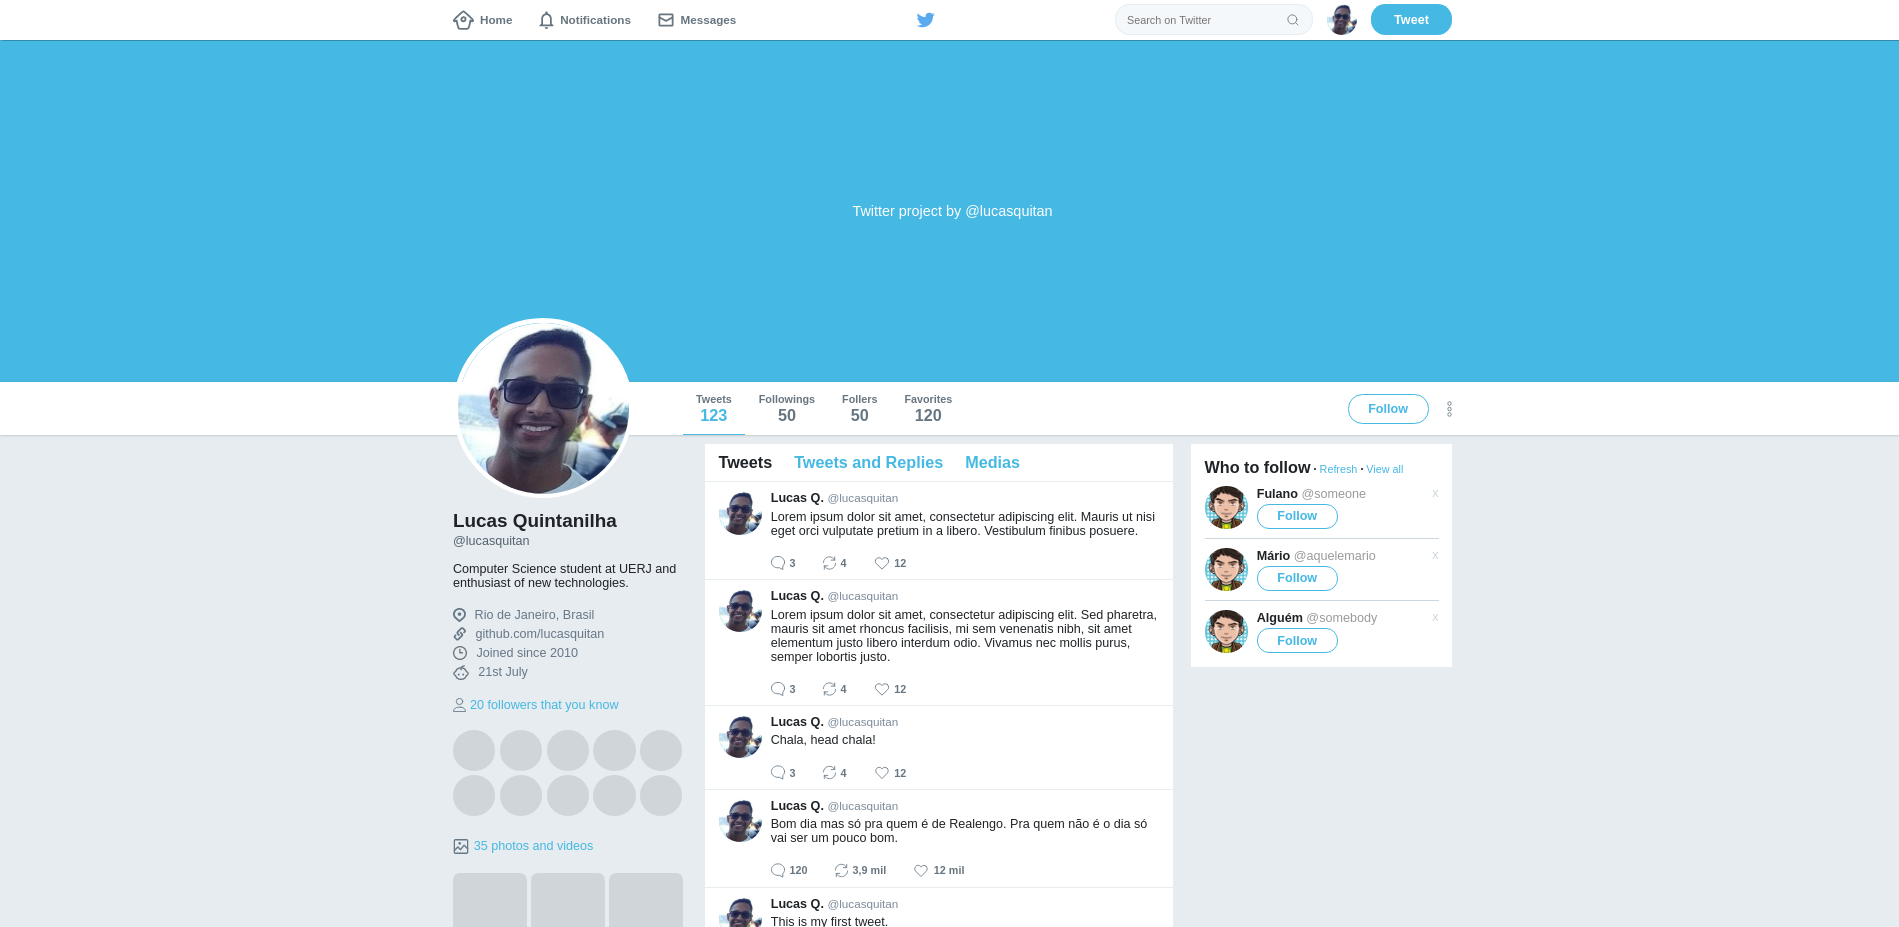 Home Notifications Messages Search on Twitter Tweet
Twitter project by @lucasquitan
Tweets Followings Follers Favorites
123 50 50 120
Follow
Lucas Quintanilha
@lucasquitan
Computer Science student at UERJ and
enthusiast of new technologies.
Rio de Janeiro, Brasil
github.com/lucasquitan
Joined since 2010
21st July
20 followers that you know
35 photos and videos
Tweets Tweets and Replies Medias
Lucas Q. @lucasquitan
Lorem ipsum dolor sit amet, consectetur adipiscing elit. Mauris ut nisi
eget orci vulputate pretium in a libero. Vestibulum finibus posuere.
3 4 12
Lucas Q. @lucasquitan
Lorem ipsum dolor sit amet, consectetur adipiscing elit. Sed pharetra,
mauris sit amet rhoncus facilisis, mi sem venenatis nibh, sit amet
elementum justo libero interdum odio. Vivamus nec mollis purus,
semper lobortis justo.
3 4 12
Lucas Q. @lucasquitan
Chala, head chala!
3 4 12
Lucas Q. @lucasquitan
Bom dia mas só pra quem é de Realengo. Pra quem não é o dia só
vai ser um pouco bom.
120 3,9 mil 12 mil
Lucas Q. @lucasquitan
This is my first tweet.
Who to follow · Refresh · View all
Fulano @someone x
Follow
Mário @aquelemario x
Follow
Alguém @somebody x
Follow